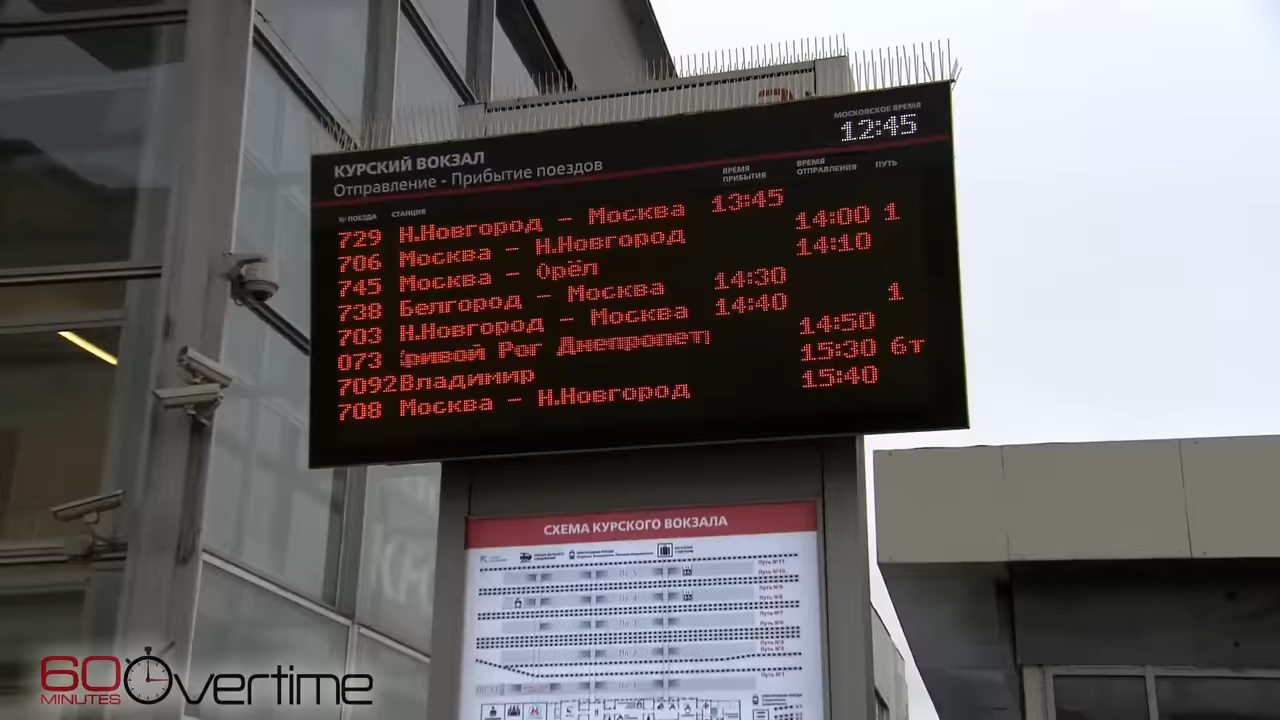 МОСКОВСКОЕ ВРЕМЯ
12:45
КУРСКИЙ ВОКЗАЛ
Отправление - Прибытие поездов
№ ПОЕЗДА СТАНЦИЯ ВРЕМЯ ПРИБЫТИЯ ВРЕМЯ ОТПРАВЛЕНИЯ ПУТЬ
729 Н.Новгород – Москва 13:45
706 Москва – Н.Новгород 14:00 1
745 Москва – Орёл 14:10
738 Белгород – Москва 14:30
703 Н.Новгород – Москва 14:40 1
073 Кривой Рог Днепропет 14:50
7092 Владимир 15:30 6т
708 Москва – Н.Новгород 15:40
СХЕМА КУРСКОГО ВОКЗАЛА
60 MINUTES Overtime